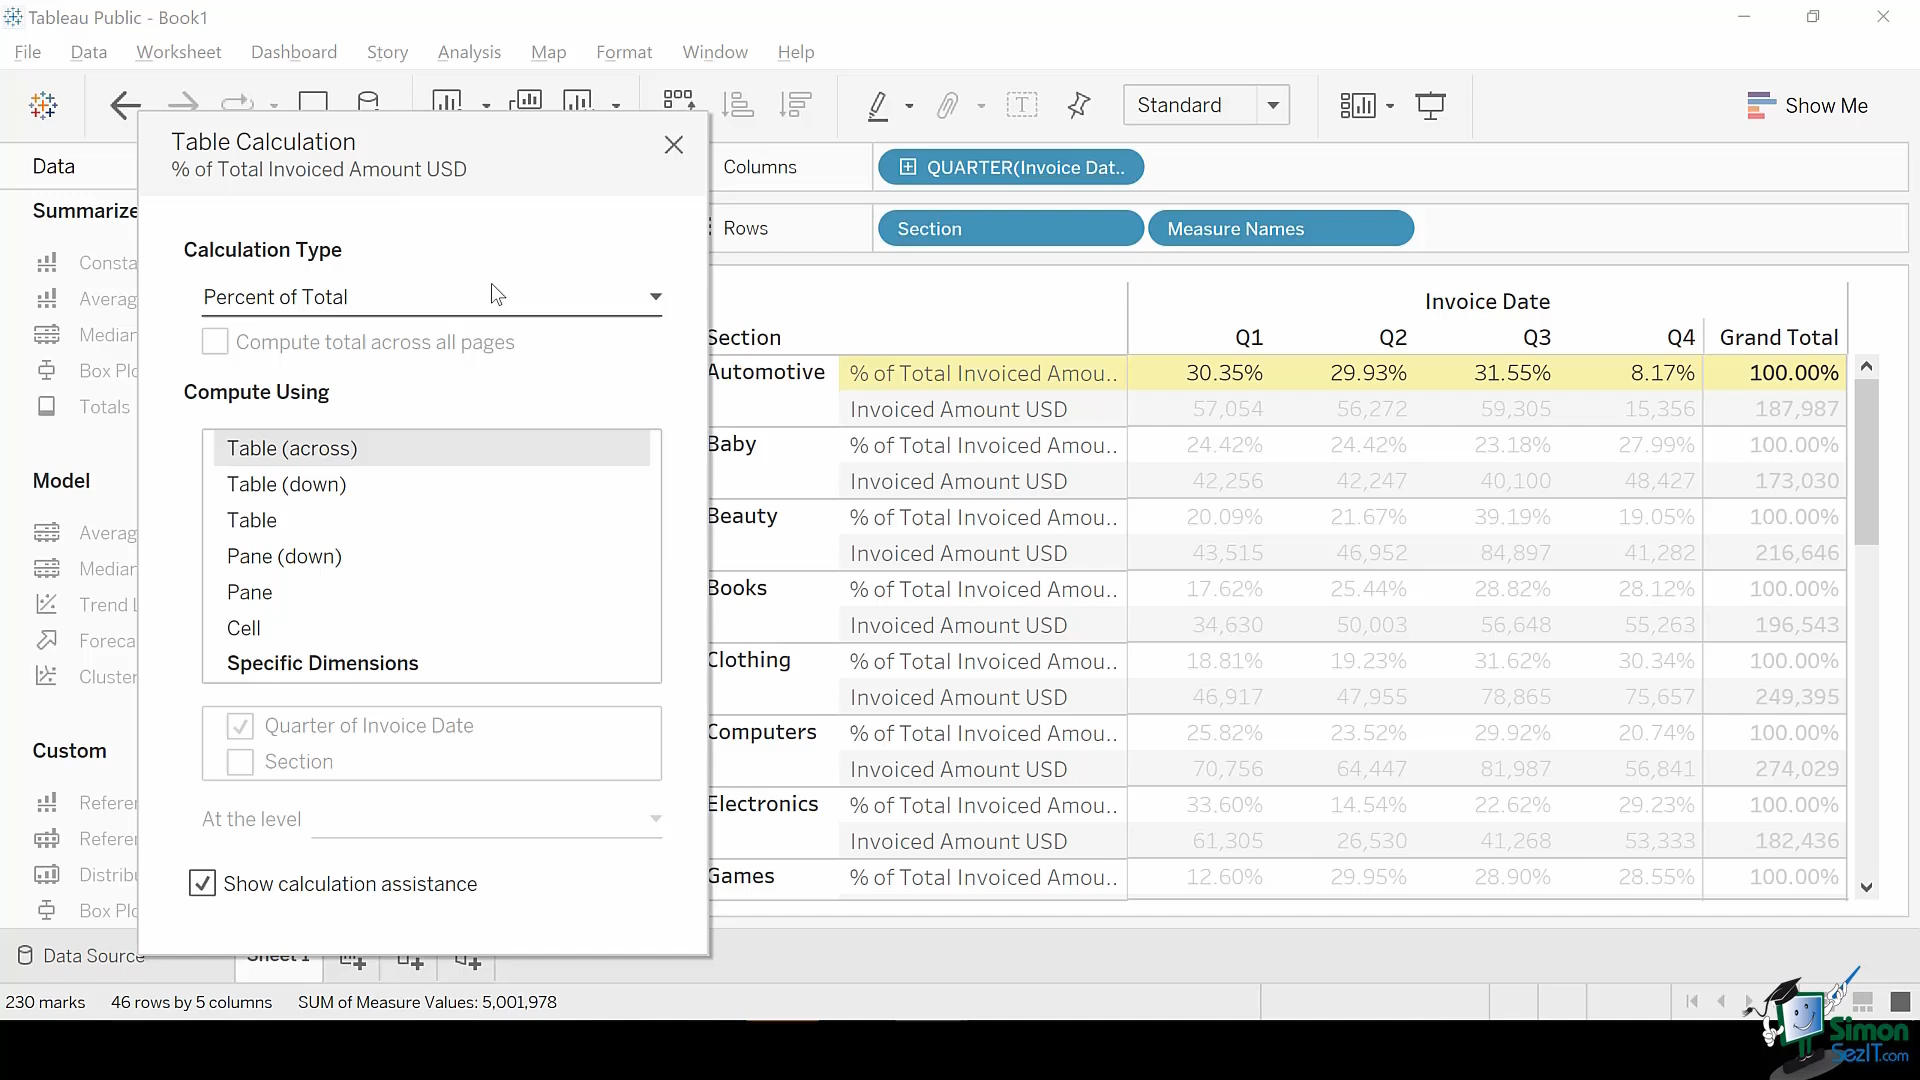 Tableau Public - Book1
File Data Worksheet Dashboard Story Analysis Map Format Window Help
Standard
Show Me
Data
Summarize
Model
Custom
Totals
Table Calculation
% of Total Invoiced Amount USD
Calculation Type
Percent of Total
Compute total across all pages
Compute Using
Table (across)
Table (down)
Table
Pane (down)
Pane
Cell
Specific Dimensions
Quarter of Invoice Date
Section
At the level
Show calculation assistance
Columns QUARTER(Invoice Dat..
Rows Section Measure Names
Invoice Date
Section Q1 Q2 Q3 Q4 Grand Total
Automotive % of Total Invoiced Amou.. 30.35% 29.93% 31.55% 8.17% 100.00%
Invoiced Amount USD 57,054 56,272 59,305 15,356 187,987
Baby % of Total Invoiced Amou.. 24.42% 24.42% 23.18% 27.99% 100.00%
Invoiced Amount USD 42,256 42,247 40,100 48,427 173,030
Beauty % of Total Invoiced Amou.. 20.09% 21.67% 39.19% 19.05% 100.00%
Invoiced Amount USD 43,515 46,952 84,897 41,282 216,646
Books % of Total Invoiced Amou.. 17.62% 25.44% 28.82% 28.12% 100.00%
Invoiced Amount USD 34,630 50,003 56,648 55,263 196,543
Clothing % of Total Invoiced Amou.. 18.81% 19.23% 31.62% 30.34% 100.00%
Invoiced Amount USD 46,917 47,955 78,865 75,657 249,395
Computers % of Total Invoiced Amou.. 25.82% 23.52% 29.92% 20.74% 100.00%
Invoiced Amount USD 70,756 64,447 81,987 56,841 274,029
Electronics % of Total Invoiced Amou.. 33.60% 14.54% 22.62% 29.23% 100.00%
Invoiced Amount USD 61,305 26,530 41,268 53,333 182,436
Games % of Total Invoiced Amou.. 12.60% 29.95% 28.90% 28.55% 100.00%
Data Source Sheet 1
230 marks 46 rows by 5 columns SUM of Measure Values: 5,001,978
Simon
SezIT.com